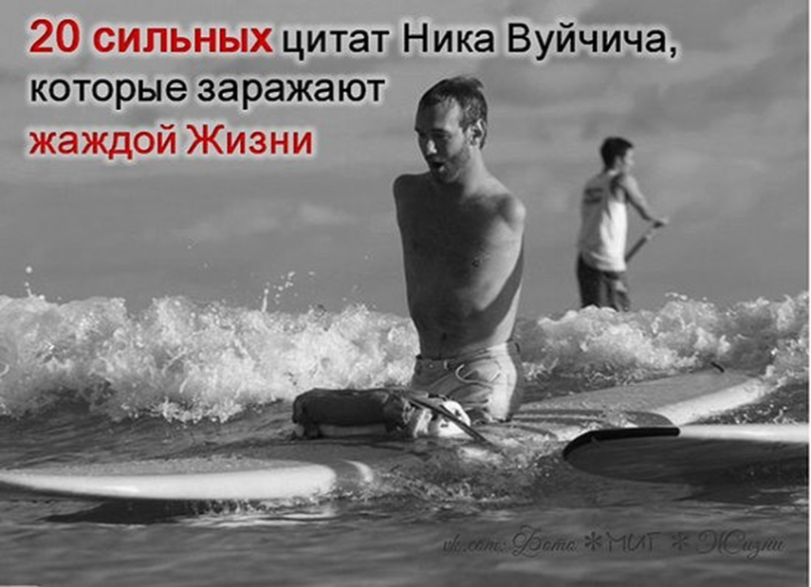 20 сильных цитат Ника Вуйчича,
которые заражают
жаждой Жизни
vk.com: Фото * МИГ * Жизни